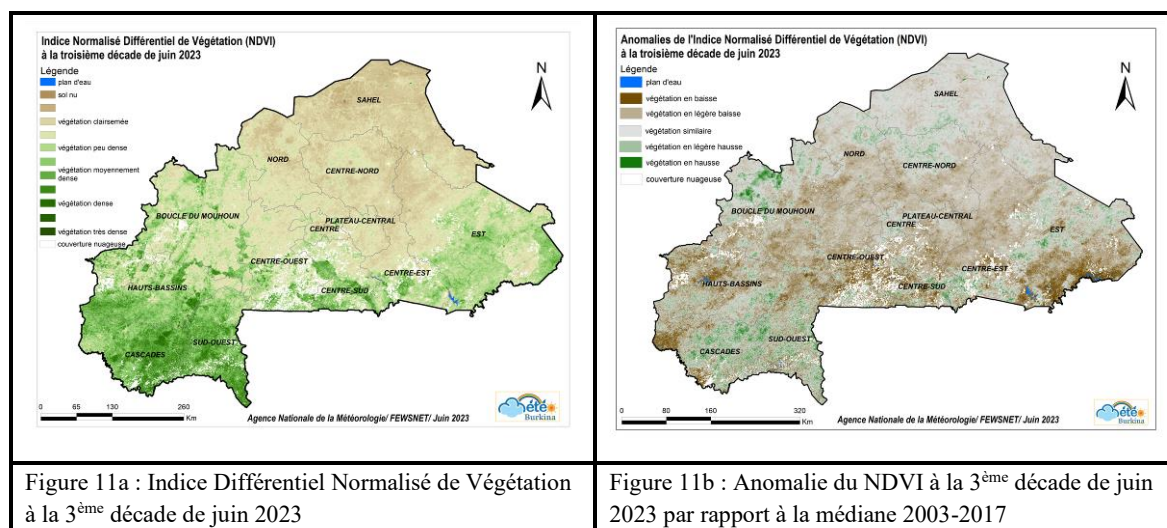 Indice Normalisé Différentiel de Végétation (NDVI)
à la troisième décade de juin 2023
Légende
plan d'eau
sol nu
végétation clairsemée
végétation peu dense
végétation moyennement
dense
végétation dense
végétation très dense
couverture nuageuse
N
SAHEL
NORD
CENTRE-NORD
BOUCLE DU MOUHOUN
PLATEAU-CENTRAL
CENTRE
EST
CENTRE-OUEST
CENTRE-EST
HAUTS-BASSINS
CENTRE-SUD
SUD-OUEST
CASCADES
0 65 130 260
Km
Agence Nationale de la Météorologie/ FEWSNET/ Juin 2023
été
Burkina
Anomalies de l'Indice Normalisé Différentiel de Végétation (NDVI)
à la troisième décade de juin 2023
Légende
plan d'eau
végétation en baisse
végétation en légère baisse
végétation similaire
végétation en légère hausse
végétation en hausse
couverture nuageuse
N
SAHEL
NORD
CENTRE-NORD
BOUCLE DU MOUHOUN
PLATEAU-CENTRAL
CENTRE
EST
CENTRE-OUEST
CENTRE-EST
HAUTS-BASSINS
CENTRE-SUD
SUD-OUEST
CASCADES
0 80 160 320
Km
Agence Nationale de la Météorologie/ FEWSNET/ Juin 2023
été
Burkina
Figure 11a : Indice Différentiel Normalisé de Végétation
à la 3ème décade de juin 2023
Figure 11b : Anomalie du NDVI à la 3ème décade de juin
2023 par rapport à la médiane 2003-2017